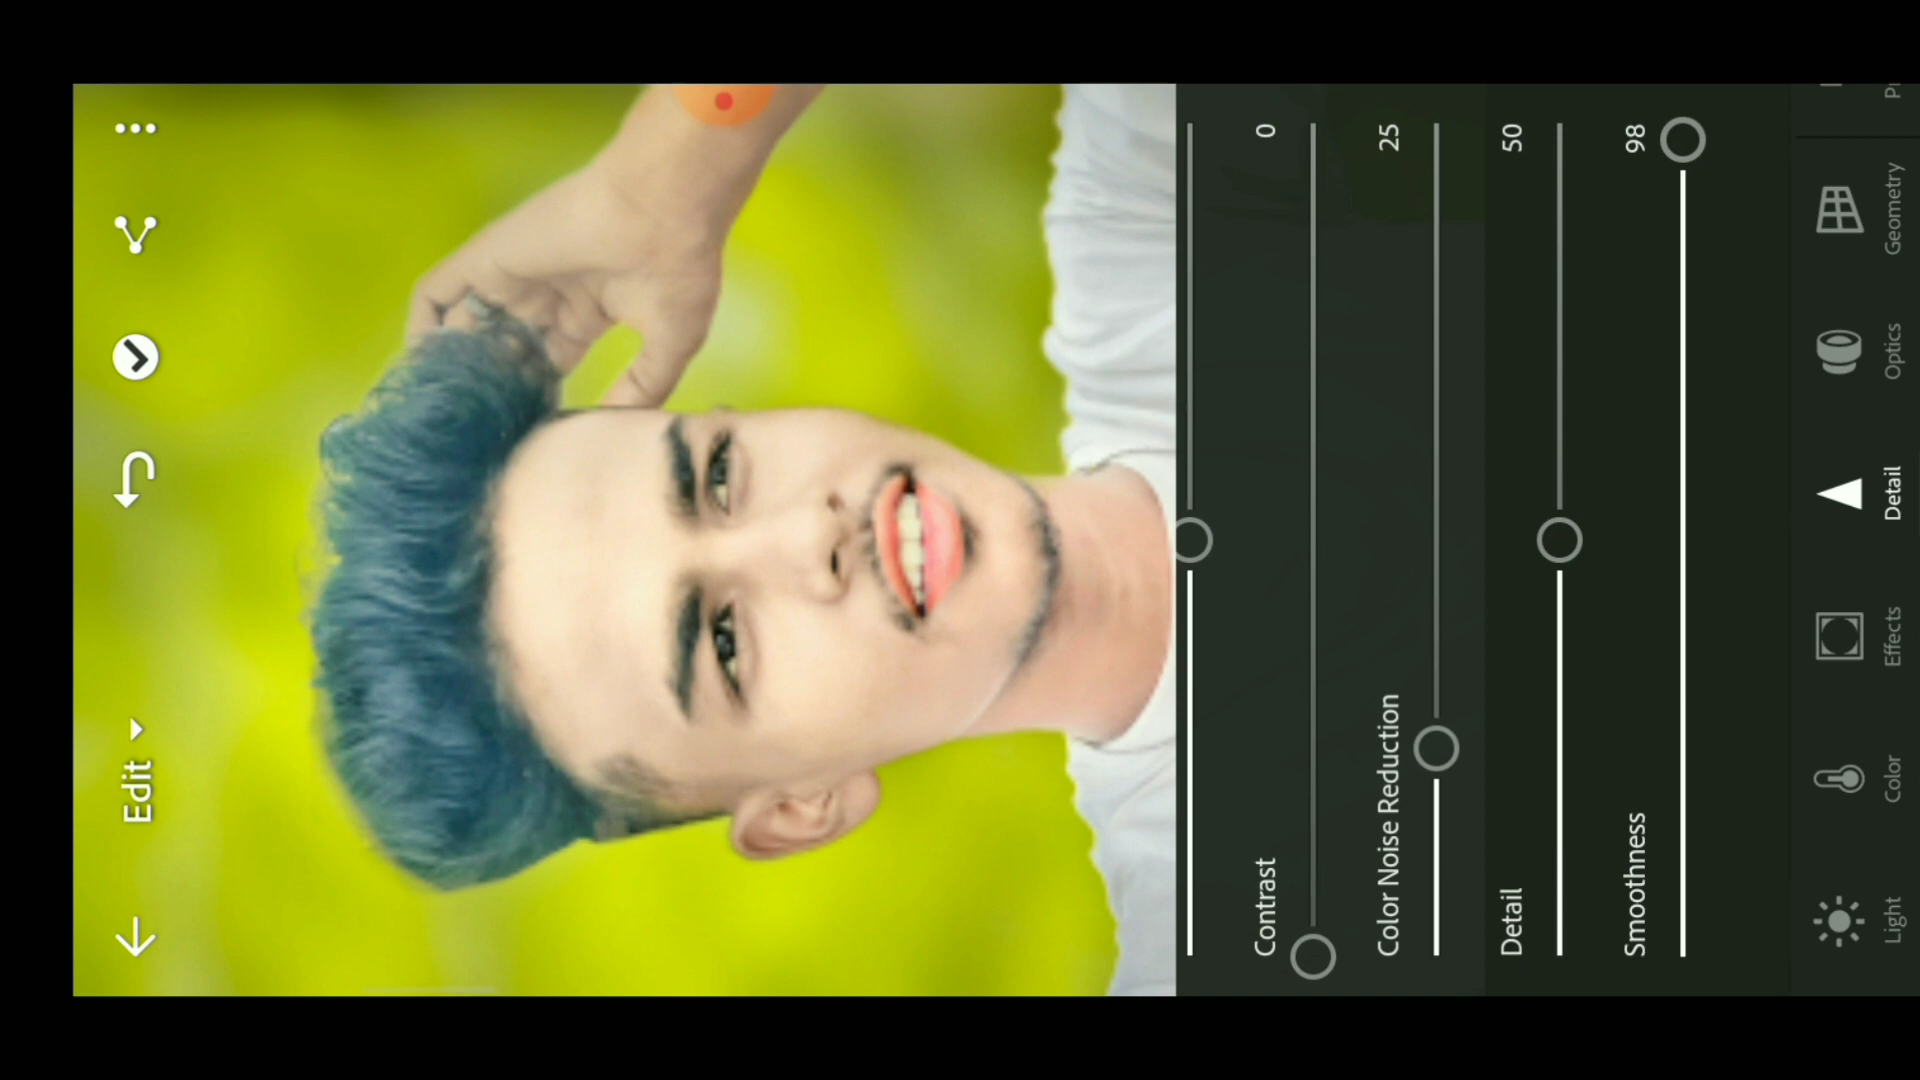 Edit
Contrast 0
Color Noise Reduction 25
Detail 50
Smoothness 98
Light
Color
Effects
Detail
Optics
Geometry